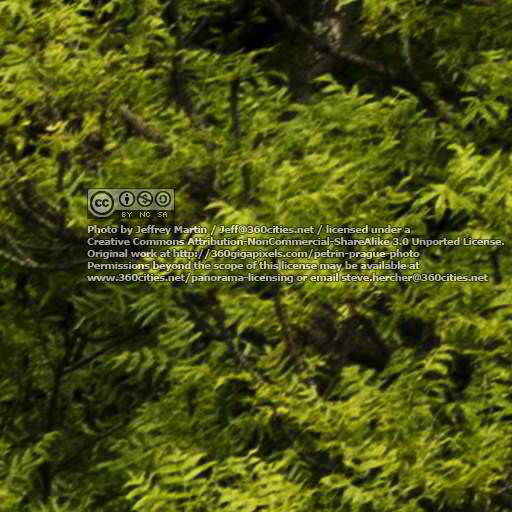 cc
BY NC SA
Photo by Jeffrey Martin / Jeff@360cities.net / licensed under a
Creative Commons Attribution-NonCommercial-ShareAlike 3.0 Unported License.
Original work at http://360gigapixels.com/petrin-prague-photo
Permissions beyond the scope of this license may be available at
www.360cities.net/panorama-licensing or email steve.hercher@360cities.net